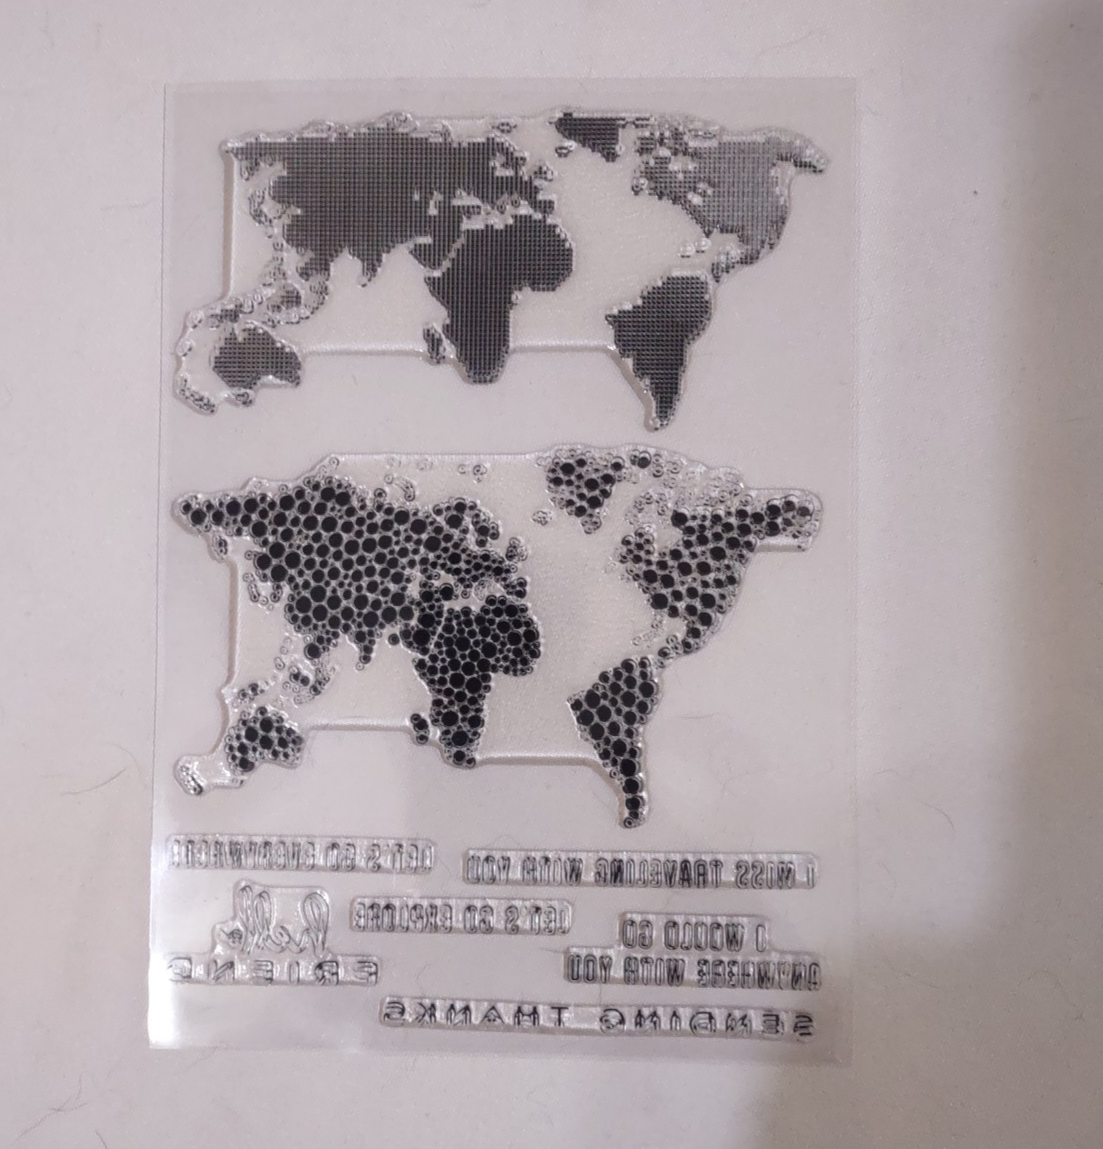 LET'S GO EVERYWHERE
I MISS TRAVELING WITH YOU
hello
FRIEND
LET'S GO EXPLORE
I WOULD GO
ANYWHERE WITH YOU
SENDING THANKS